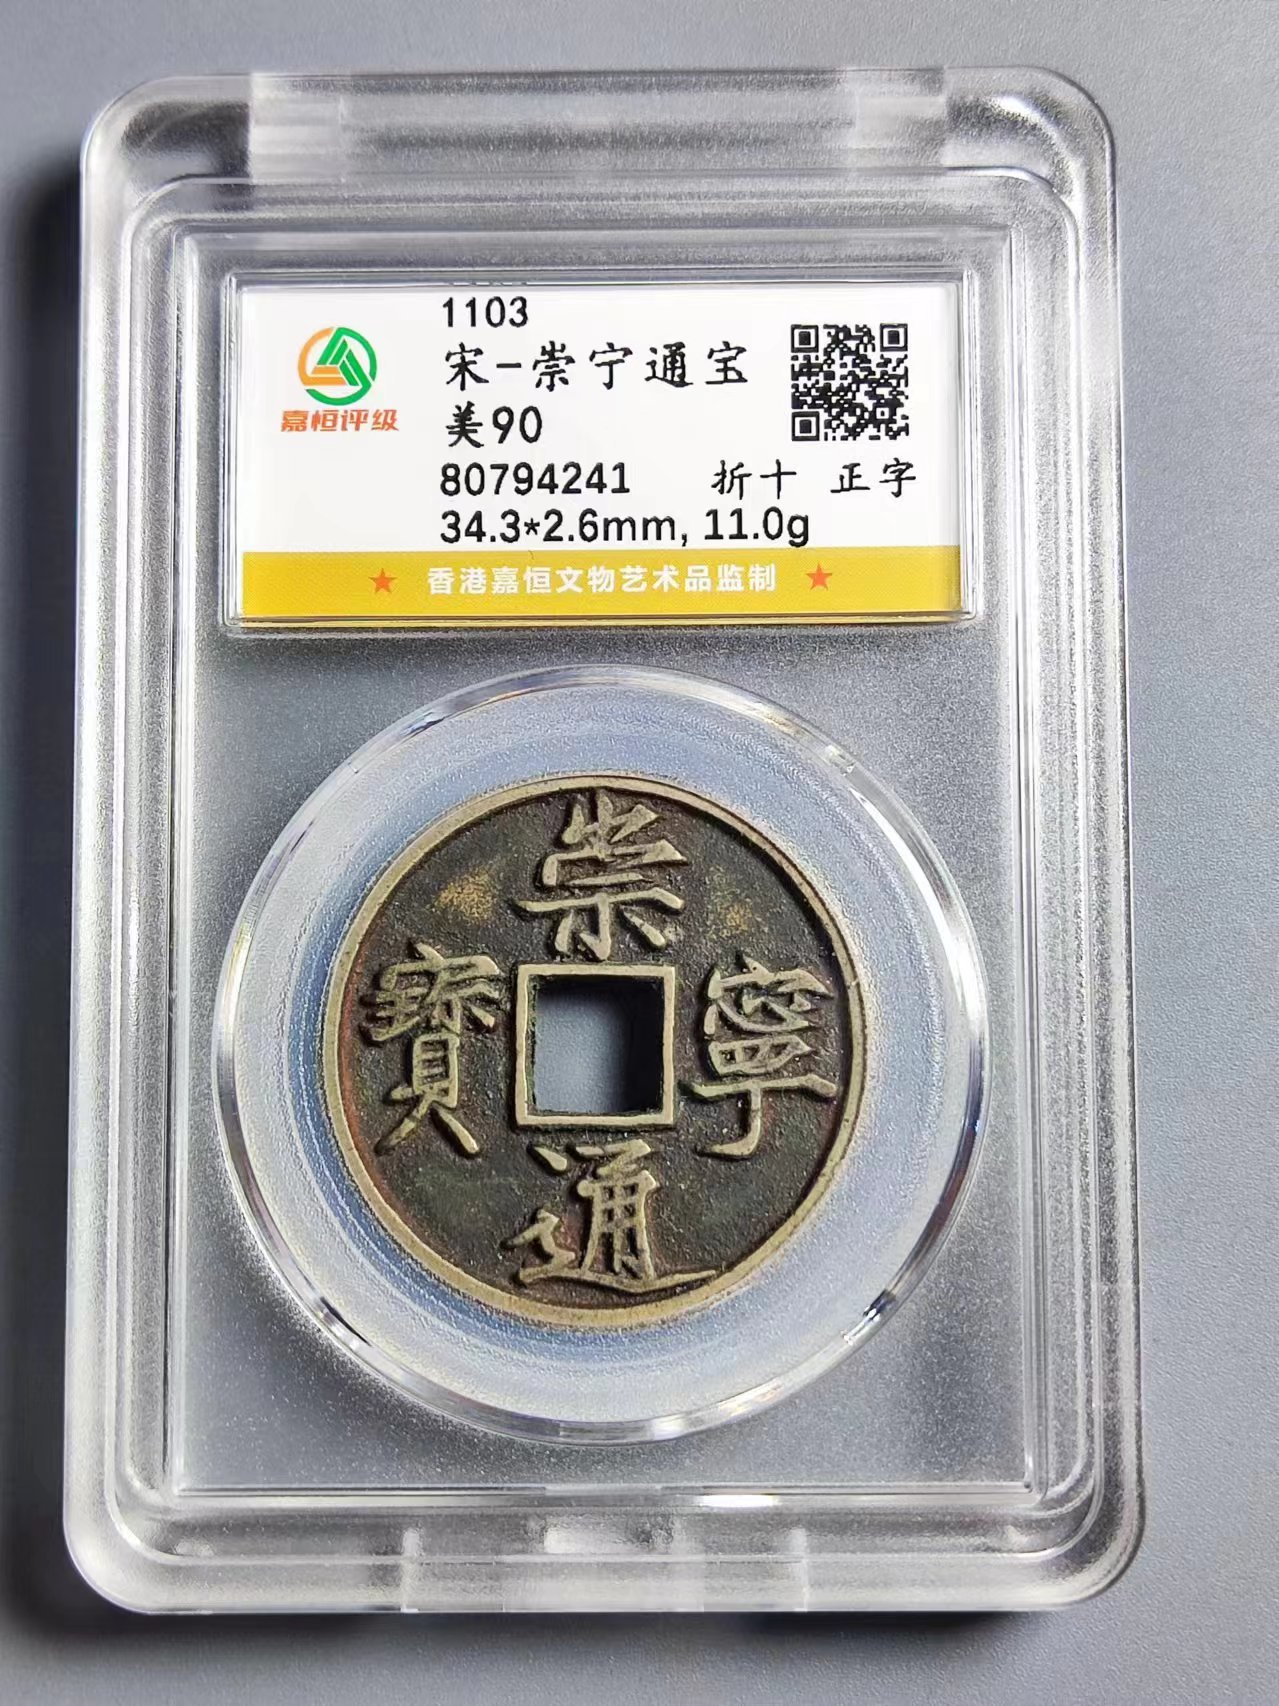 1103
宋-崇宁通宝
美90
嘉恒评级
80794241 折十 正字
34.3*2.6mm, 11.0g
★ 香港嘉恒文物艺术品监制 ★
崇
寧
通
寳